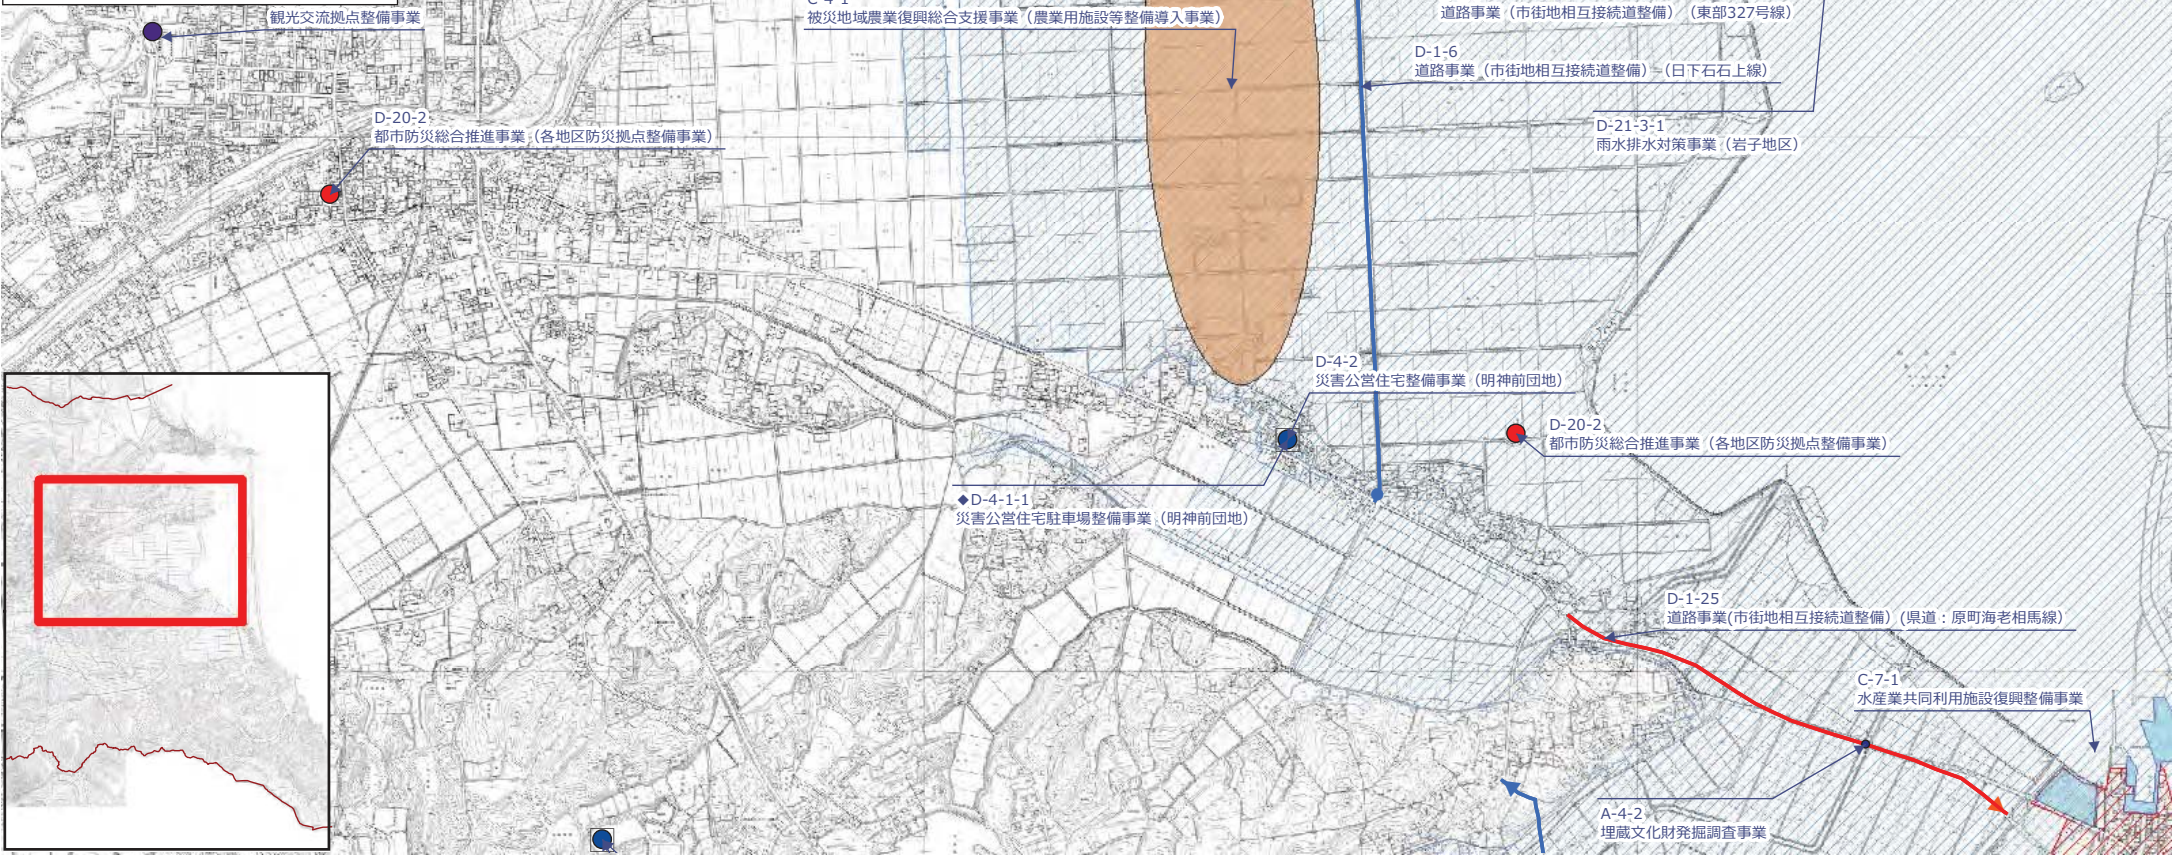 観光交流拠点整備事業
C-4-1
被災地域農業復興総合支援事業（農業用施設等整備導入事業）
道路事業（市街地相互接続道整備）（東部327号線）
D-1-6
道路事業（市街地相互接続道整備）（日下石石上線）
D-20-2
都市防災総合推進事業（各地区防災拠点整備事業）
D-21-3-1
雨水排水対策事業（岩子地区）
D-4-2
災害公営住宅整備事業（明神前団地）
D-20-2
都市防災総合推進事業（各地区防災拠点整備事業）
◆D-4-1-1
災害公営住宅駐車場整備事業（明神前団地）
D-1-25
道路事業(市街地相互接続道整備）(県道：原町海老相馬線）
C-7-1
水産業共同利用施設復興整備事業
A-4-2
埋蔵文化財発掘調査事業